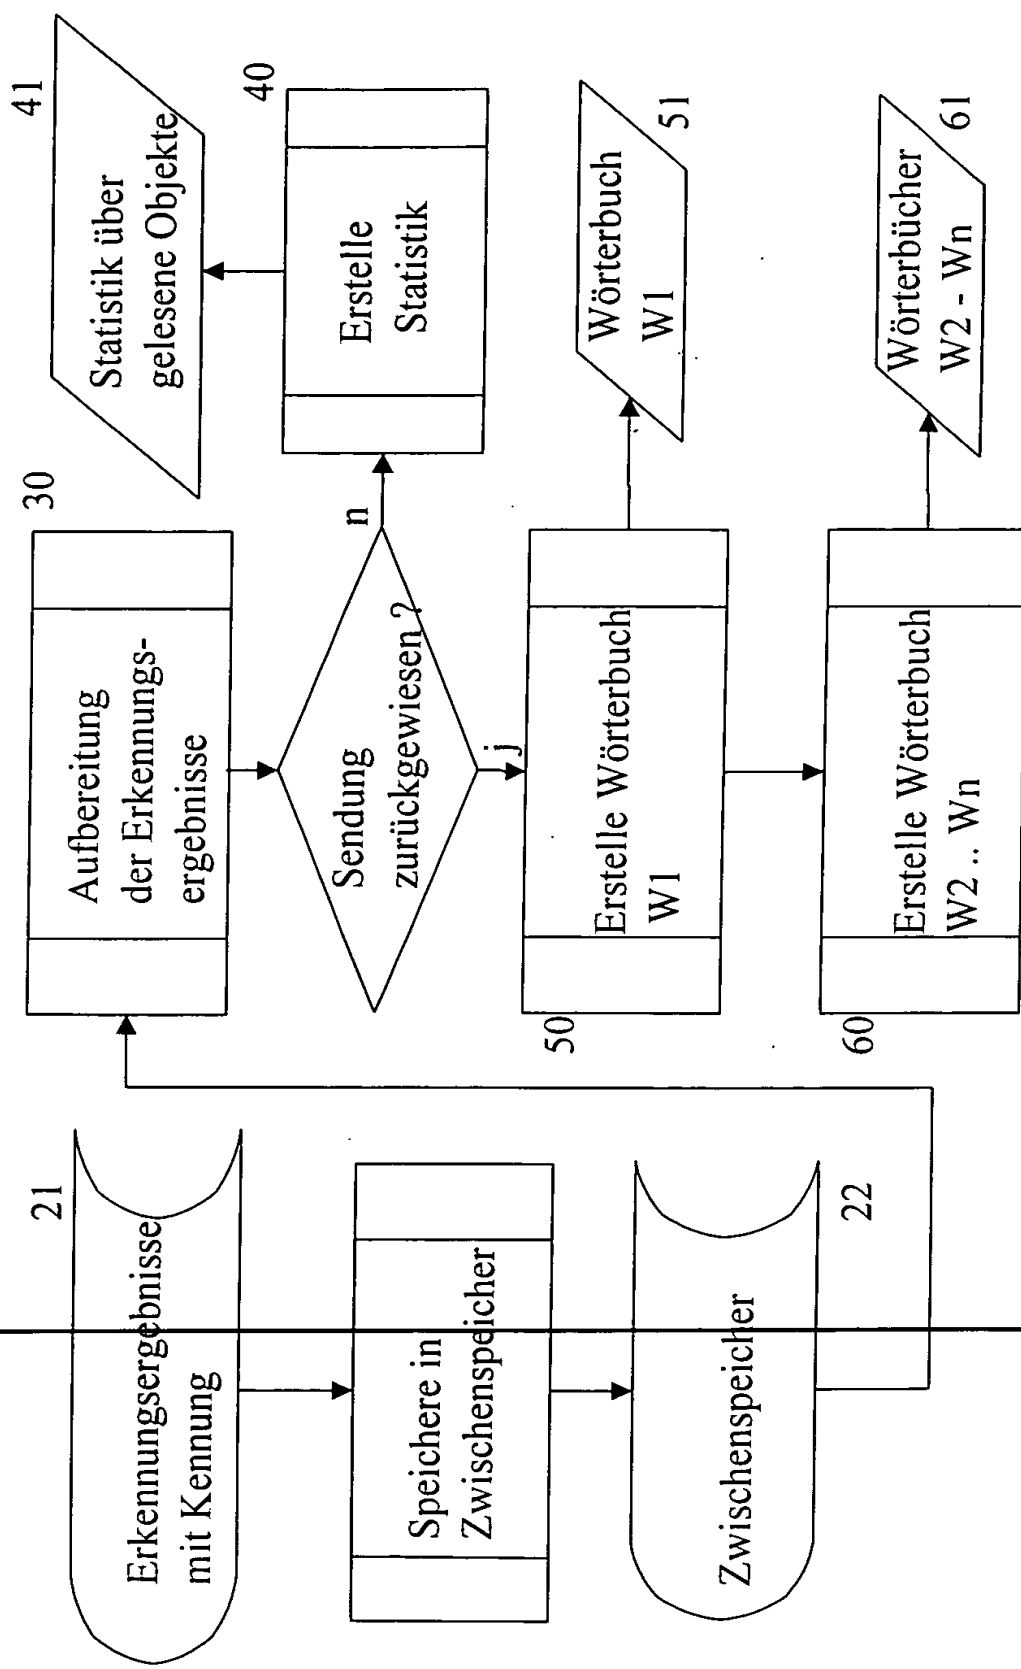 21
Erkennungsergebnisse
mit Kennung
Speichere in
Zwischenspeicher
Zwischenspeicher
22
30
Aufbereitung
der Erkennungs-
ergebnisse
Sendung
zurückgewiesen ?
n
j
40
Erstelle
Statistik
41
Statistik über
gelesene Objekte
50
Erstelle Wörterbuch
W1
Wörterbuch
W1
51
60
Erstelle Wörterbuch
W2 .. Wn
Wörterbücher
W2 - Wn
61